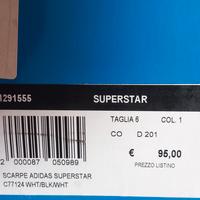 1291555 SUPERSTAR
TAGLIA 6 COL. 1
CO D 201
€ 95,00
PREZZO LISTINO
2 000087 050989
SCARPE ADIDAS SUPERSTAR
C77124 WHT/BLK/WHT